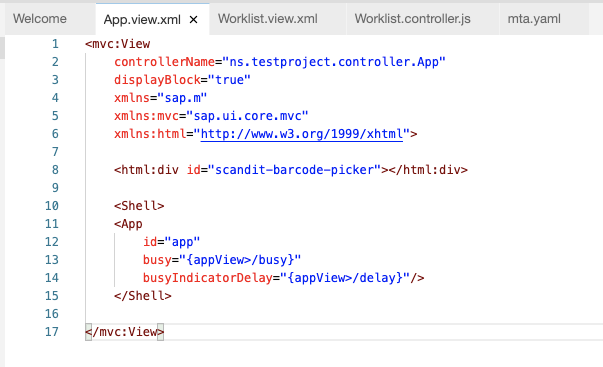 Welcome App.view.xml × Worklist.view.xml Worklist.controller.js mta.yaml
1 <mvc:View
2 controllerName="ns.testproject.controller.App"
3 displayBlock="true"
4 xmlns="sap.m"
5 xmlns:mvc="sap.ui.core.mvc"
6 xmlns:html="http://www.w3.org/1999/xhtml">
7
8 <html:div id="scandit-barcode-picker"></html:div>
9
10 <Shell>
11 <App
12 id="app"
13 busy="{appView>/busy}"
14 busyIndicatorDelay="{appView>/delay}"/>
15 </Shell>
16
17 </mvc:View>